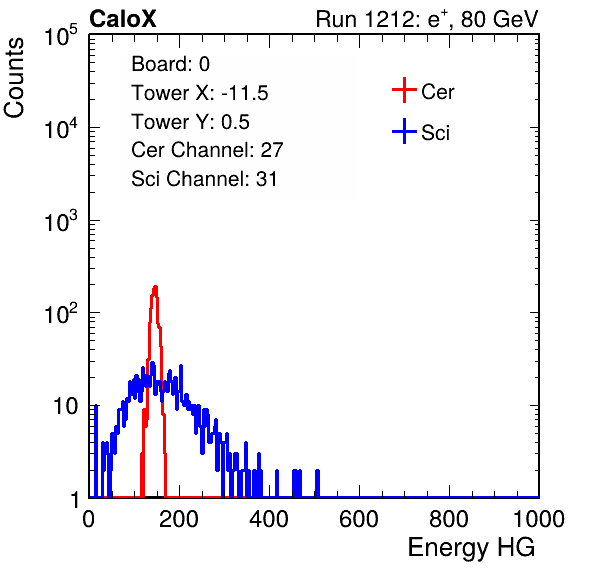 CaloX Run 1212: e+, 80 GeV
Counts
Board: 0
Tower X: -11.5
Tower Y: 0.5
Cer Channel: 27
Sci Channel: 31
Cer
Sci
10^5
10^4
10^3
10^2
10
1
0 200 400 600 800 1000
Energy HG